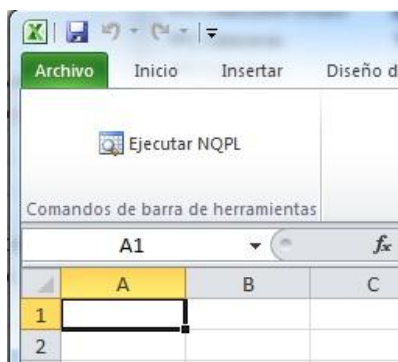 Archivo Inicio Insertar Diseño d
Ejecutar NQPL
Comandos de barra de herramientas
A1 fx
A B C
1
2